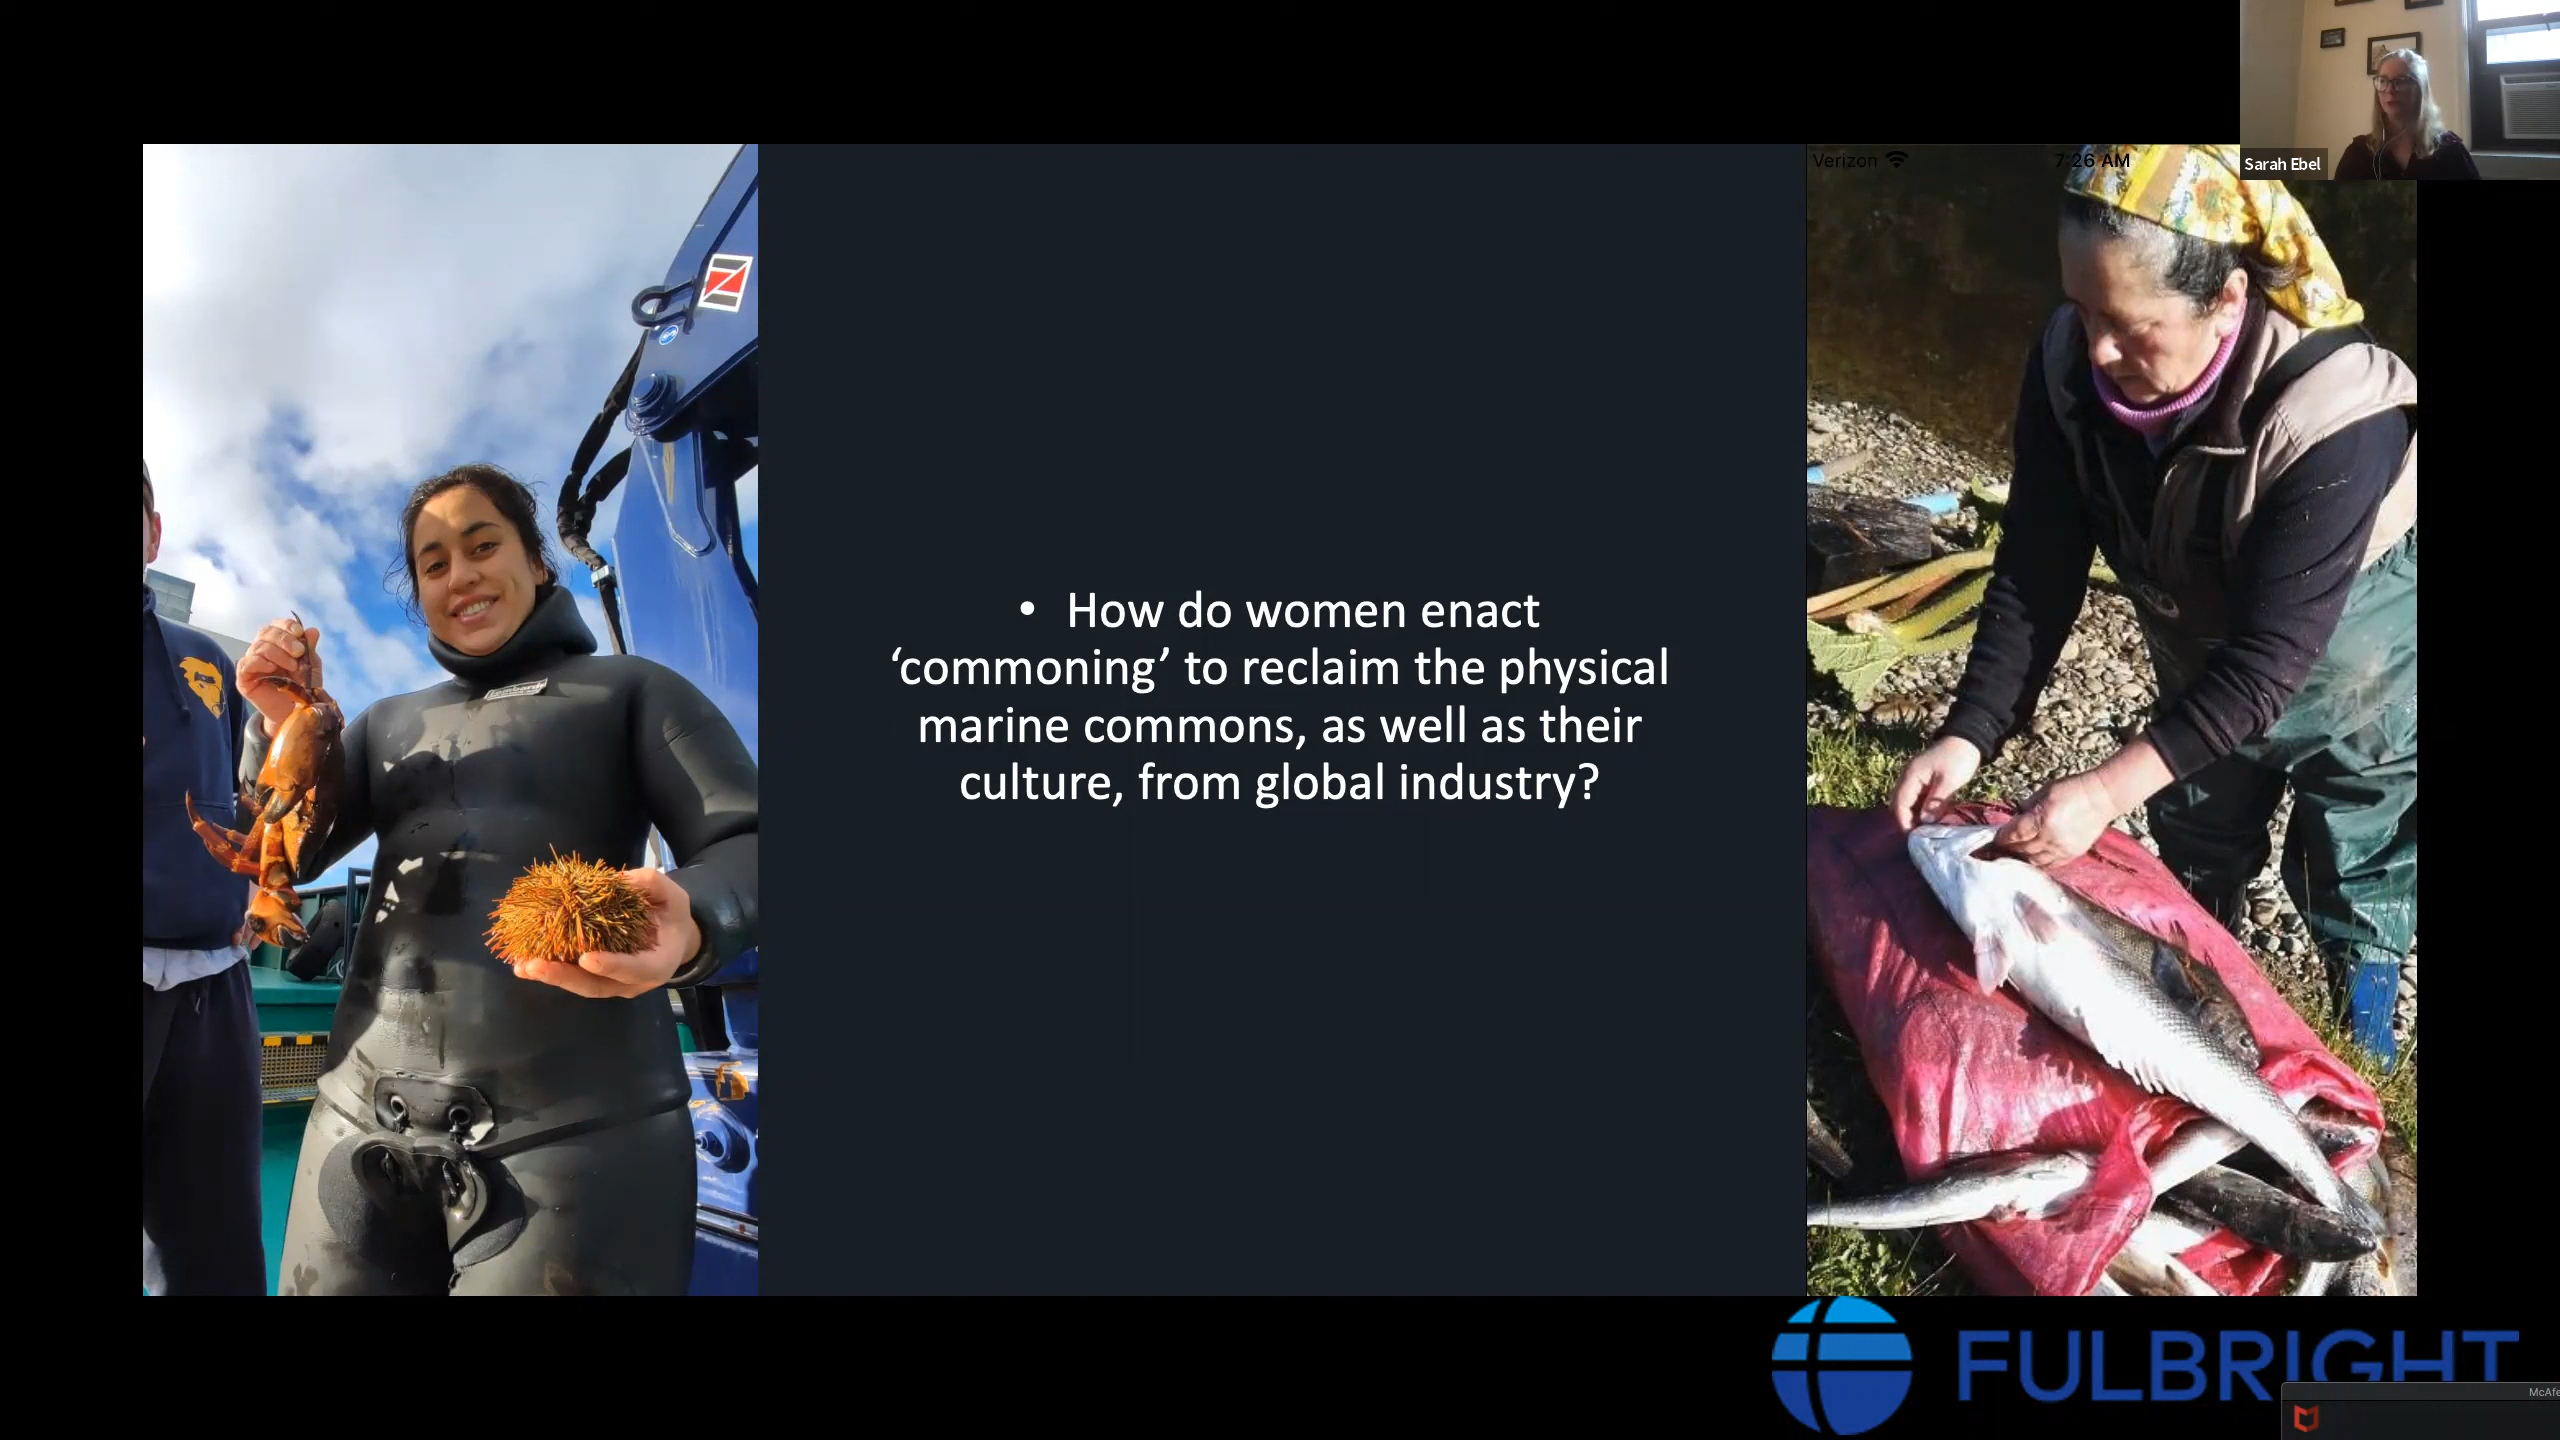 Verizon 7:26 AM
Sarah Ebel
• How do women enact
‘commoning’ to reclaim the physical
marine commons, as well as their
culture, from global industry?
FULBRIGHT